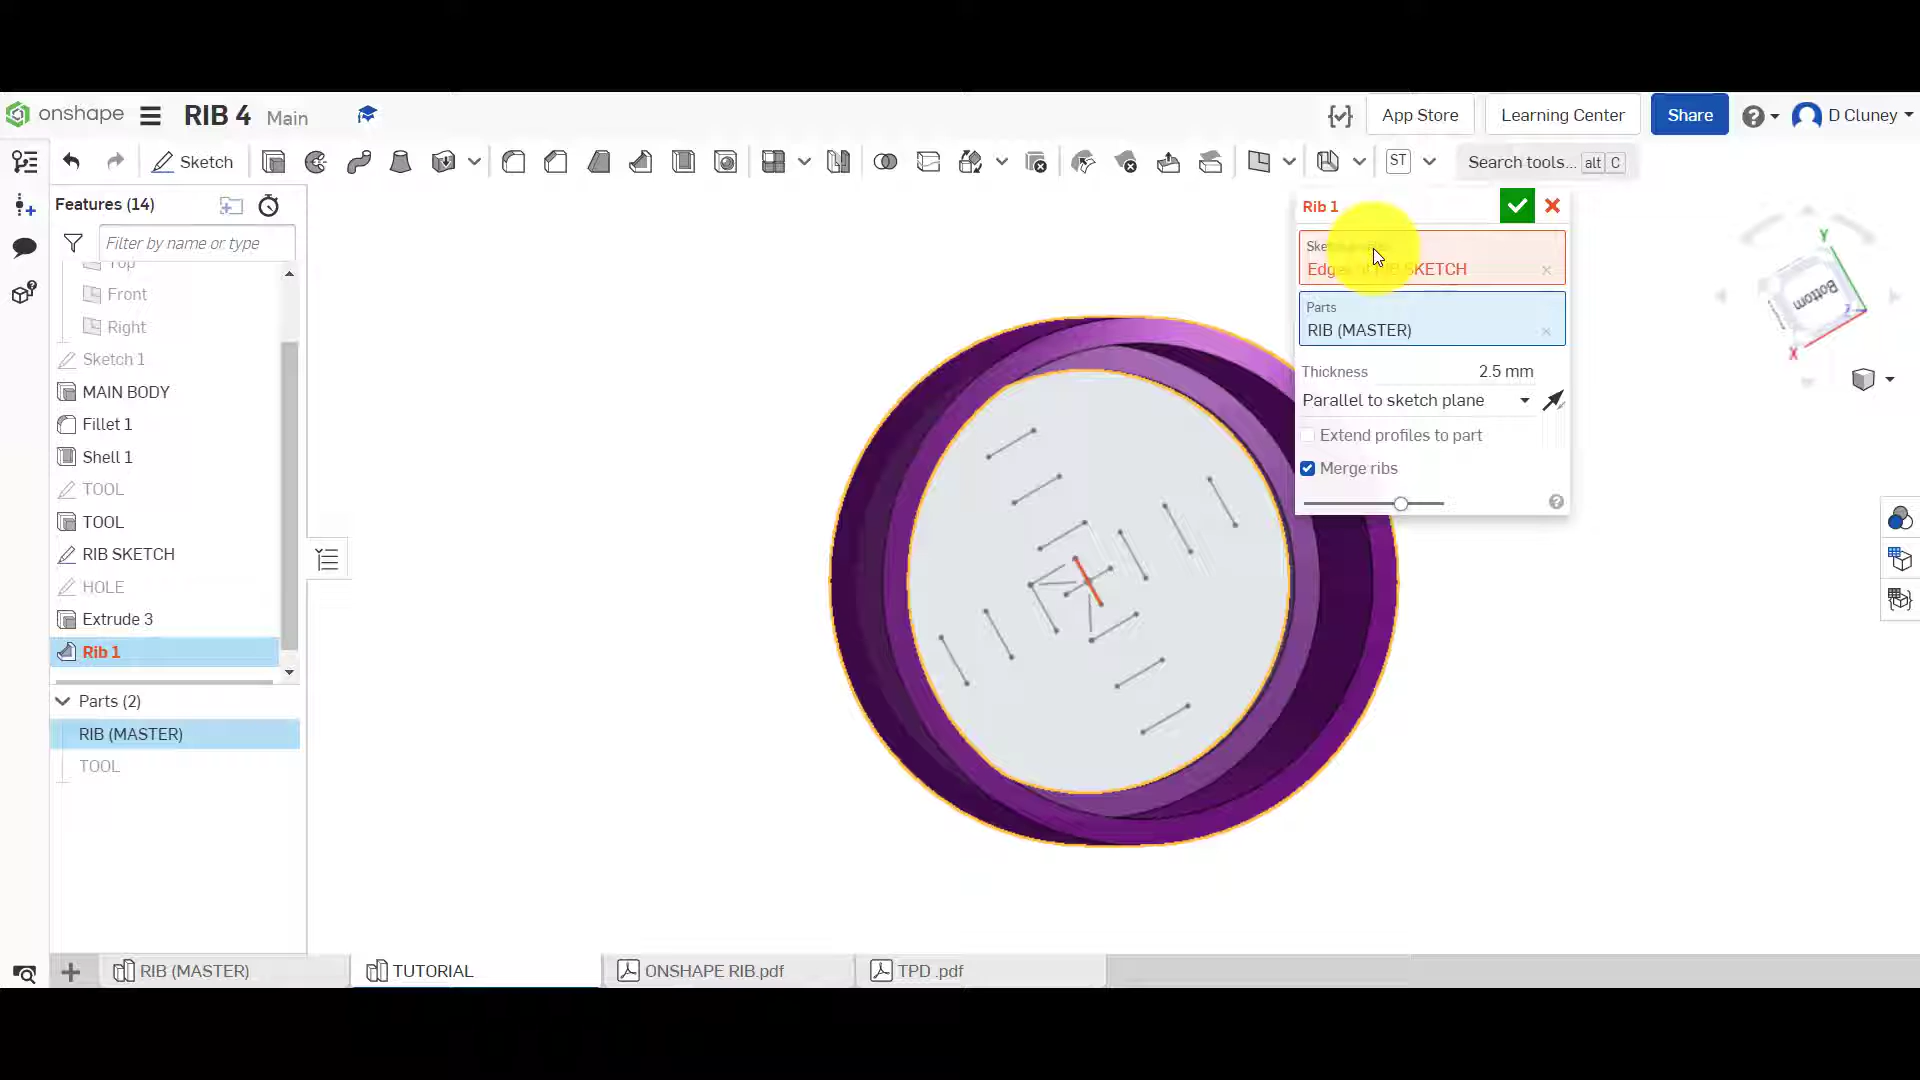 onshape
RIB 4 Main
App Store
Learning Center
Share
D Cluney
Sketch
ST
Search tools... alt C
Features (14)
Filter by name or type
Top
Front
Right
Sketch 1
MAIN BODY
Fillet 1
Shell 1
TOOL
TOOL
RIB SKETCH
HOLE
Extrude 3
Rib 1
Parts (2)
RIB (MASTER)
TOOL
Rib 1
SKETCH
Parts
RIB (MASTER)
Thickness 2.5 mm
Parallel to sketch plane
Extend profiles to part
Merge ribs
Y
Bottom
Z
X
RIB (MASTER)
TUTORIAL
ONSHAPE RIB.pdf
TPD .pdf